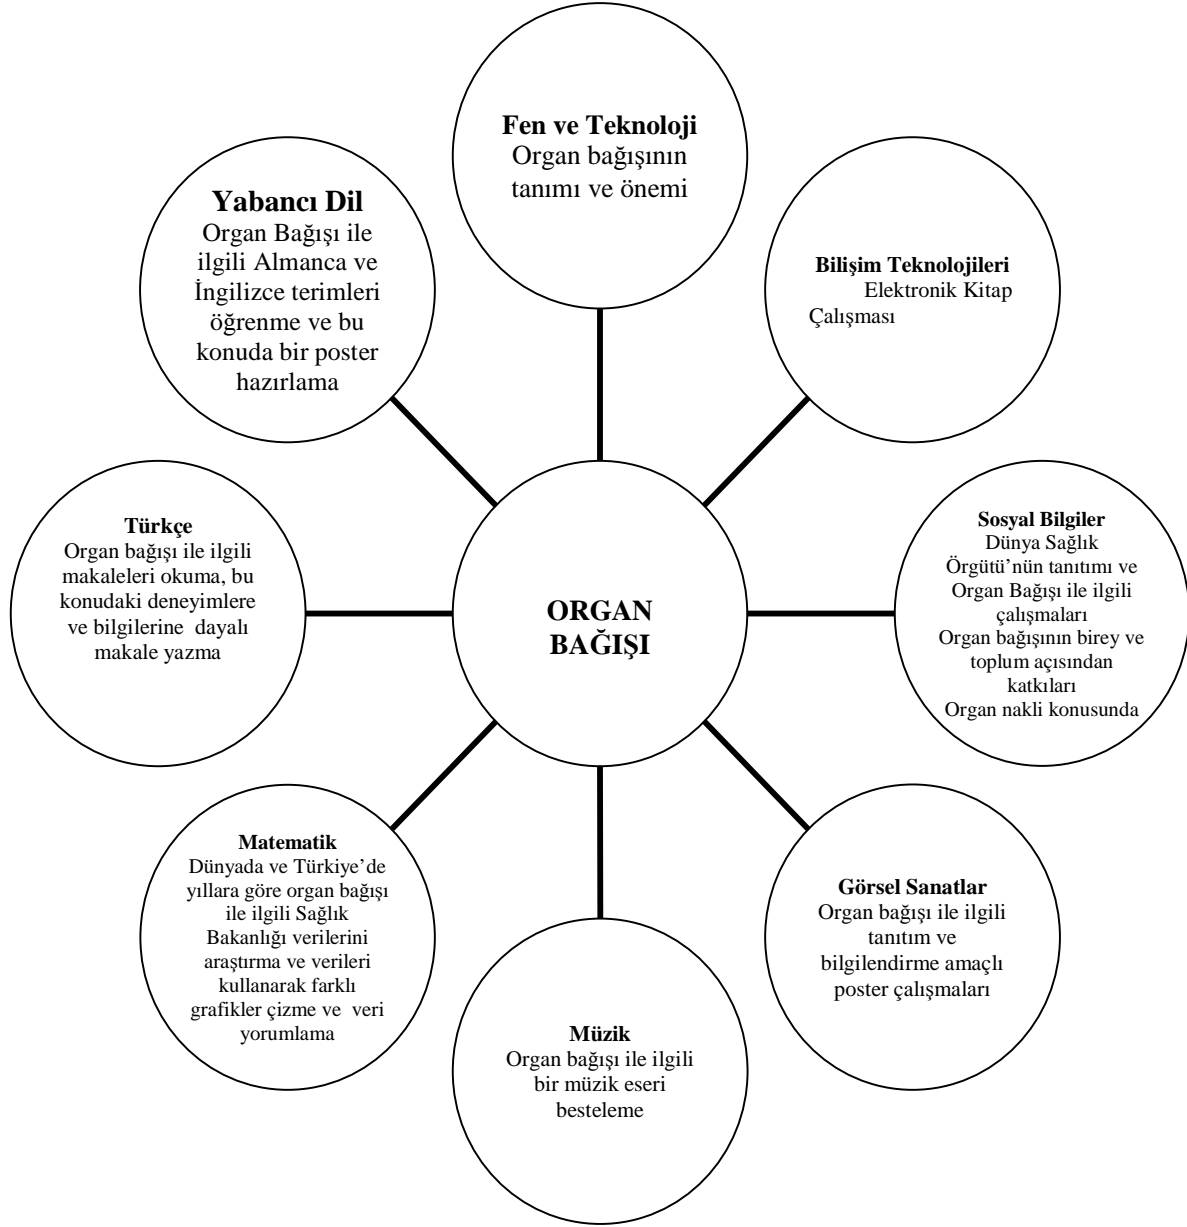 Fen ve Teknoloji
Organ bağışının
tanımı ve önemi
Yabancı Dil
Organ Bağışı ile
ilgili Almanca ve
İngilizce terimleri
öğrenme ve bu
konuda bir poster
hazırlama
Bilişim Teknolojileri
Elektronik Kitap
Çalışması
Türkçe
Organ bağışı ile ilgili
makaleleri okuma, bu
konudaki deneyimlere
ve bilgilerine dayalı
makale yazma
ORGAN
BAĞIŞI
Sosyal Bilgiler
Dünya Sağlık
Örgütü’nün tanıtımı ve
Organ Bağışı ile ilgili
çalışmaları
Organ bağışının birey ve
toplum açısından
katkıları
Organ nakli konusunda
Matematik
Dünyada ve Türkiye’de
yıllara göre organ bağışı
ile ilgili Sağlık
Bakanlığı verilerini
araştırma ve verileri
kullanarak farklı
grafikler çizme ve veri
yorumlama
Görsel Sanatlar
Organ bağışı ile ilgili
tanıtım ve
bilgilendirme amaçlı
poster çalışmaları
Müzik
Organ bağışı ile ilgili
bir müzik eseri
besteleme